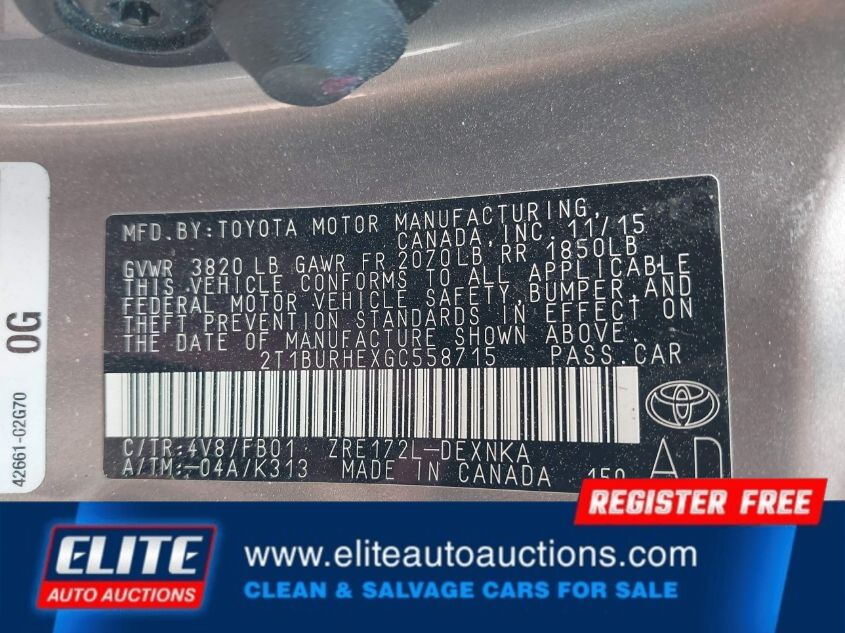 MFD.BY:TOYOTA MOTOR MANUFACTURING,
CANADA,INC. 11/15
GVWR 3820 LB GAWR FR 2070LB RR 1850LB
THIS VEHICLE CONFORMS TO ALL APPLICABLE
FEDERAL MOTOR VEHICLE SAFETY,BUMPER,AND
THEFT PREVENTION STANDARDS IN EFFECT ON
THE DATE OF MANUFACTURE SHOWN ABOVE.
2T1BURHEXGC558715 PASS.CAR
C/TR:4V8/FB01 ZRE172L-DEXNKA
A/TM:-04A/K313 MADE IN CANADA 150
AD
0G
42661-02G70
REGISTER FREE
ELITE
AUTO AUCTIONS
www.eliteautoauctions.com
CLEAN & SALVAGE CARS FOR SALE